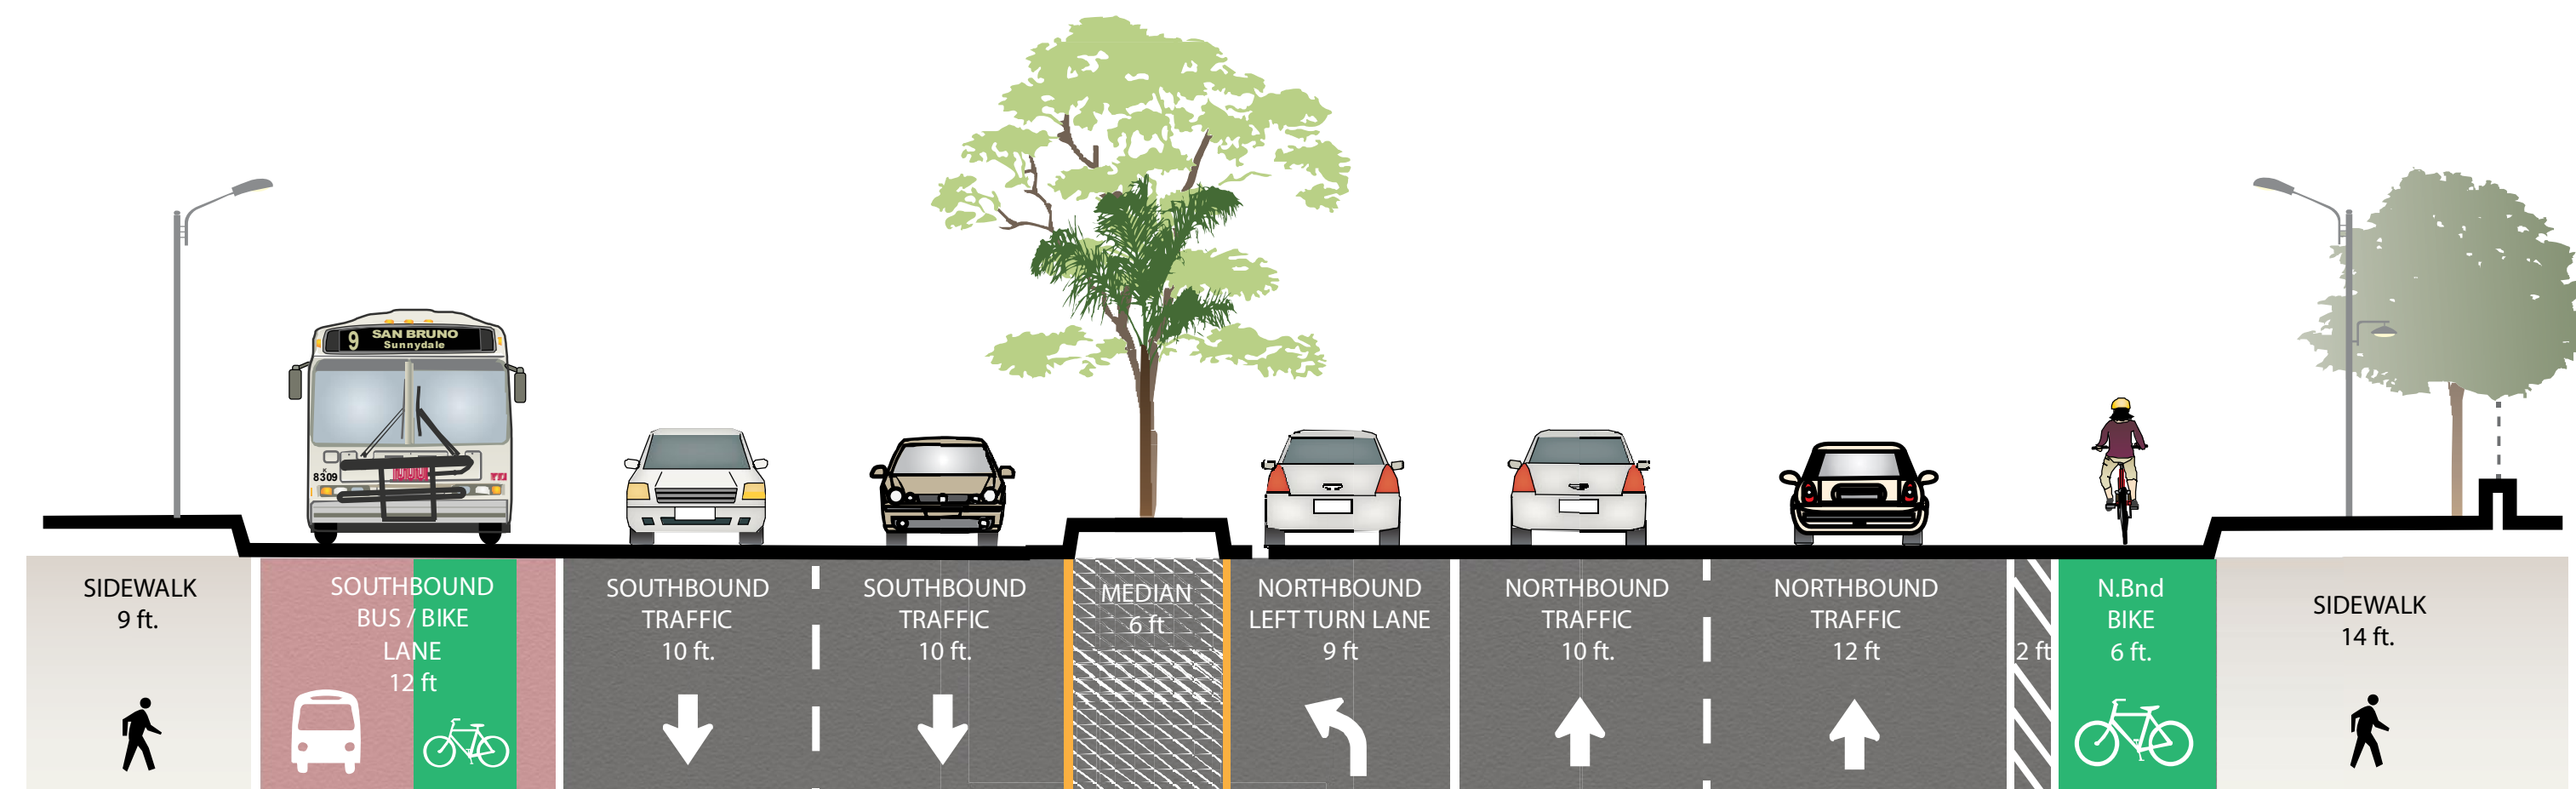 9
SAN BRUNO
Sunnydale
K
8309
SIDEWALK
9 ft.
SOUTHBOUND
BUS / BIKE
LANE
12 ft
SOUTHBOUND
TRAFFIC
10 ft.
SOUTHBOUND
TRAFFIC
10 ft.
MEDIAN
6 ft
NORTHBOUND
LEFT TURN LANE
9 ft
NORTHBOUND
TRAFFIC
10 ft.
NORTHBOUND
TRAFFIC
12 ft
2 ft
N.Bnd
BIKE
6 ft.
SIDEWALK
14 ft.